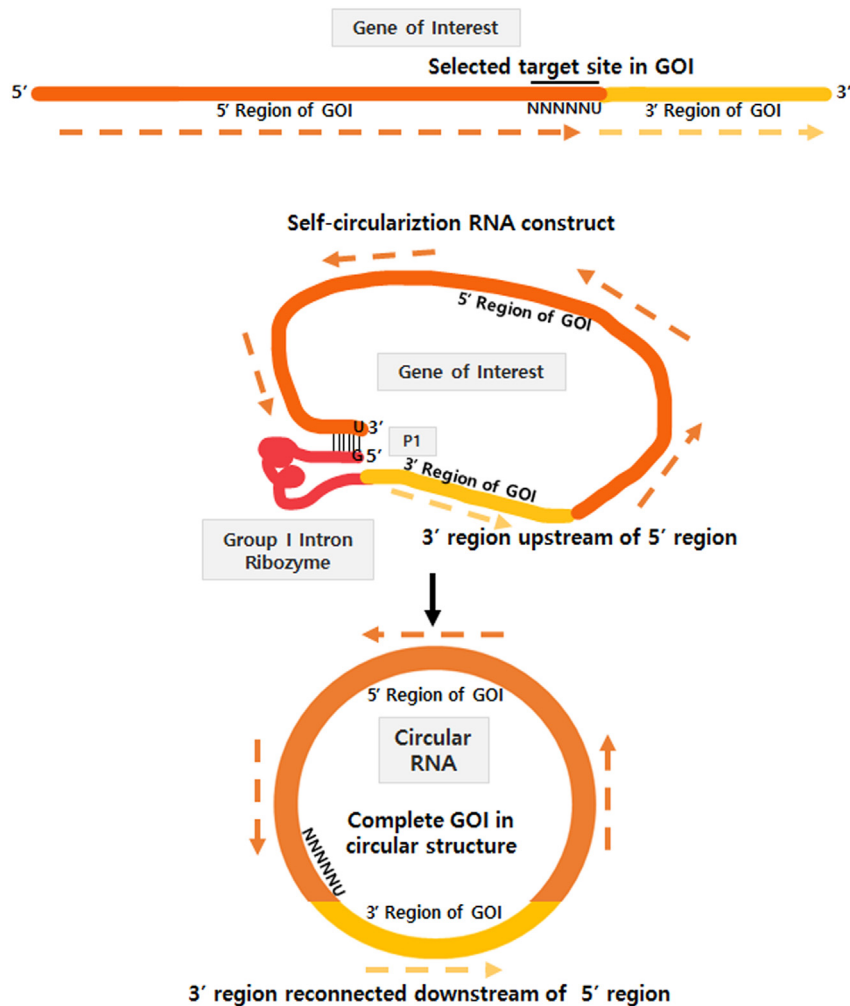 Gene of Interest
Selected target site in GOI
5′
3′
NNNNNU
5′ Region of GOI
3′ Region of GOI
Self-circulariztion RNA construct
5′ Region of GOI
Gene of Interest
U 3′
P1
G 5′
3′ Region of GOI
Group I Intron
Ribozyme
3′ region upstream of 5′ region
5′ Region of GOI
Circular
RNA
Complete GOI in
circular structure
NNNNNU
3′ Region of GOI
3′ region reconnected downstream of 5′ region